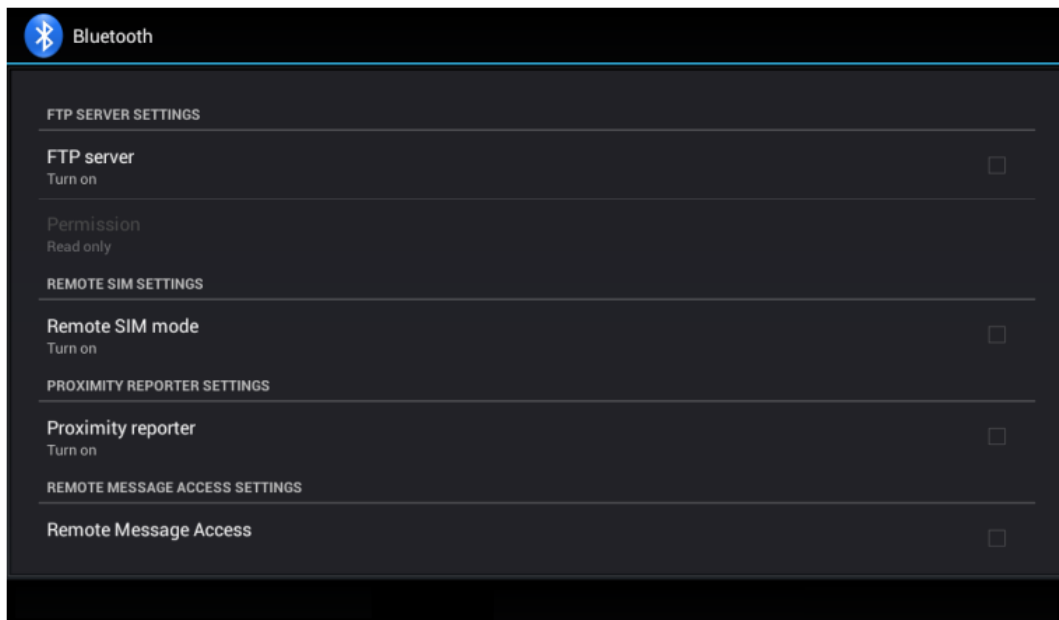 Bluetooth
FTP SERVER SETTINGS
FTP server
Turn on
Permission
Read only
REMOTE SIM SETTINGS
Remote SIM mode
Turn on
PROXIMITY REPORTER SETTINGS
Proximity reporter
Turn on
REMOTE MESSAGE ACCESS SETTINGS
Remote Message Access